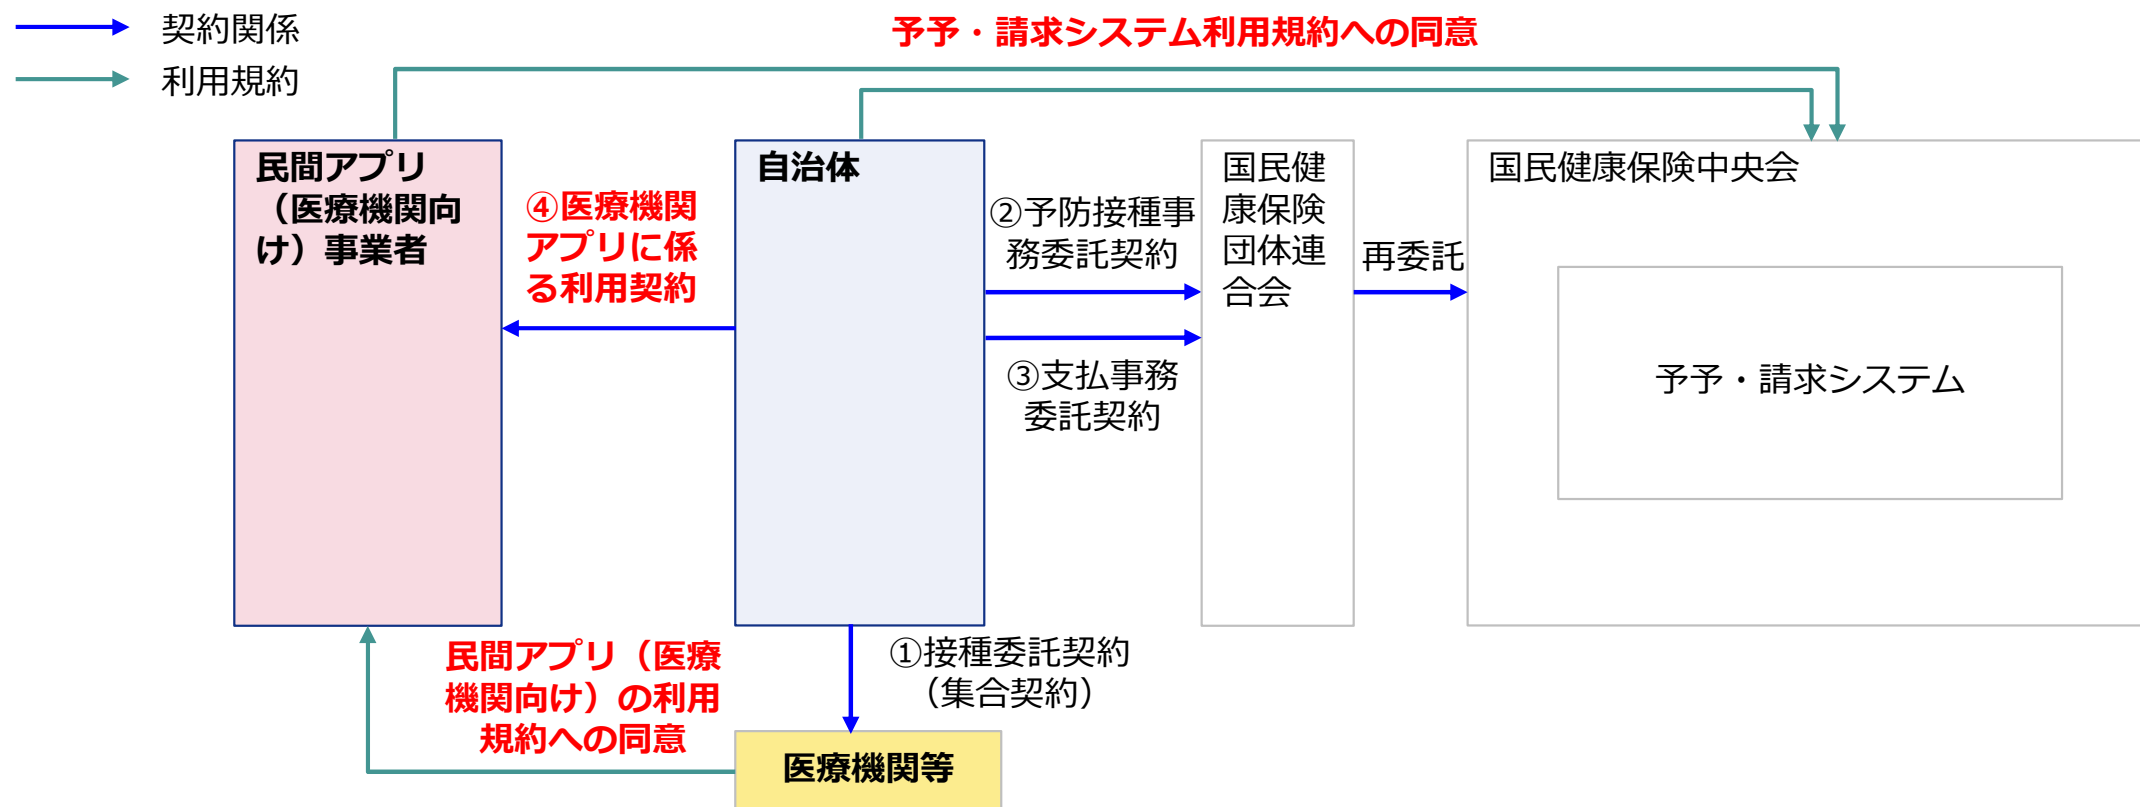 契約関係
利用規約
予予・請求システム利用規約への同意
民間アプリ
（医療機関向
け）事業者
④医療機関
アプリに係
る利用契約
自治体
②予防接種事
務委託契約
③支払事務
委託契約
国民健
康保険
団体連
合会
再委託
国民健康保険中央会
予予・請求システム
民間アプリ（医療
機関向け）の利用
規約への同意
①接種委託契約
（集合契約）
医療機関等